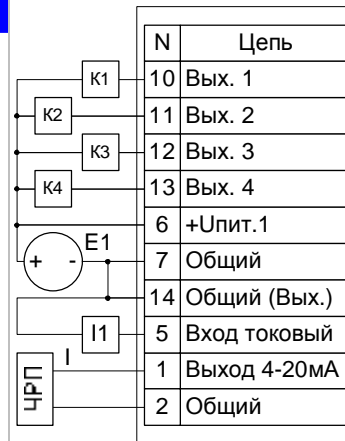 N Цепь
К1 10 Вых. 1
К2 11 Вых. 2
К3 12 Вых. 3
К4 13 Вых. 4
6 +Uпит.1
E1
+ - 7 Общий
14 Общий (Вых.)
I1 5 Вход токовый
I 1 Выход 4-20мА
ЧРП 2 Общий